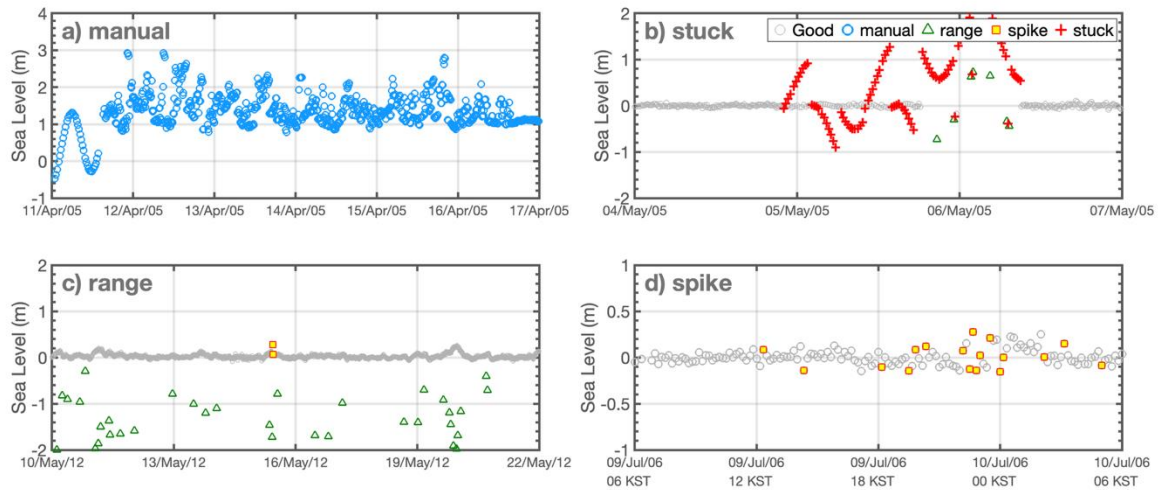 a) manual
Sea Level (m)
4
3
2
1
0
-1
11/Apr/05 12/Apr/05 13/Apr/05 14/Apr/05 15/Apr/05 16/Apr/05 17/Apr/05
b) stuck
Good manual range spike stuck
Sea Level (m)
2
1
0
-1
-2
04/May/05 05/May/05 06/May/05 07/May/05
c) range
Sea Level (m)
2
1
0
-1
-2
10/May/12 13/May/12 16/May/12 19/May/12 22/May/12
d) spike
Sea Level (m)
1
0.5
0
-0.5
-1
09/Jul/06 09/Jul/06 09/Jul/06 10/Jul/06 10/Jul/06
06 KST 12 KST 18 KST 00 KST 06 KST